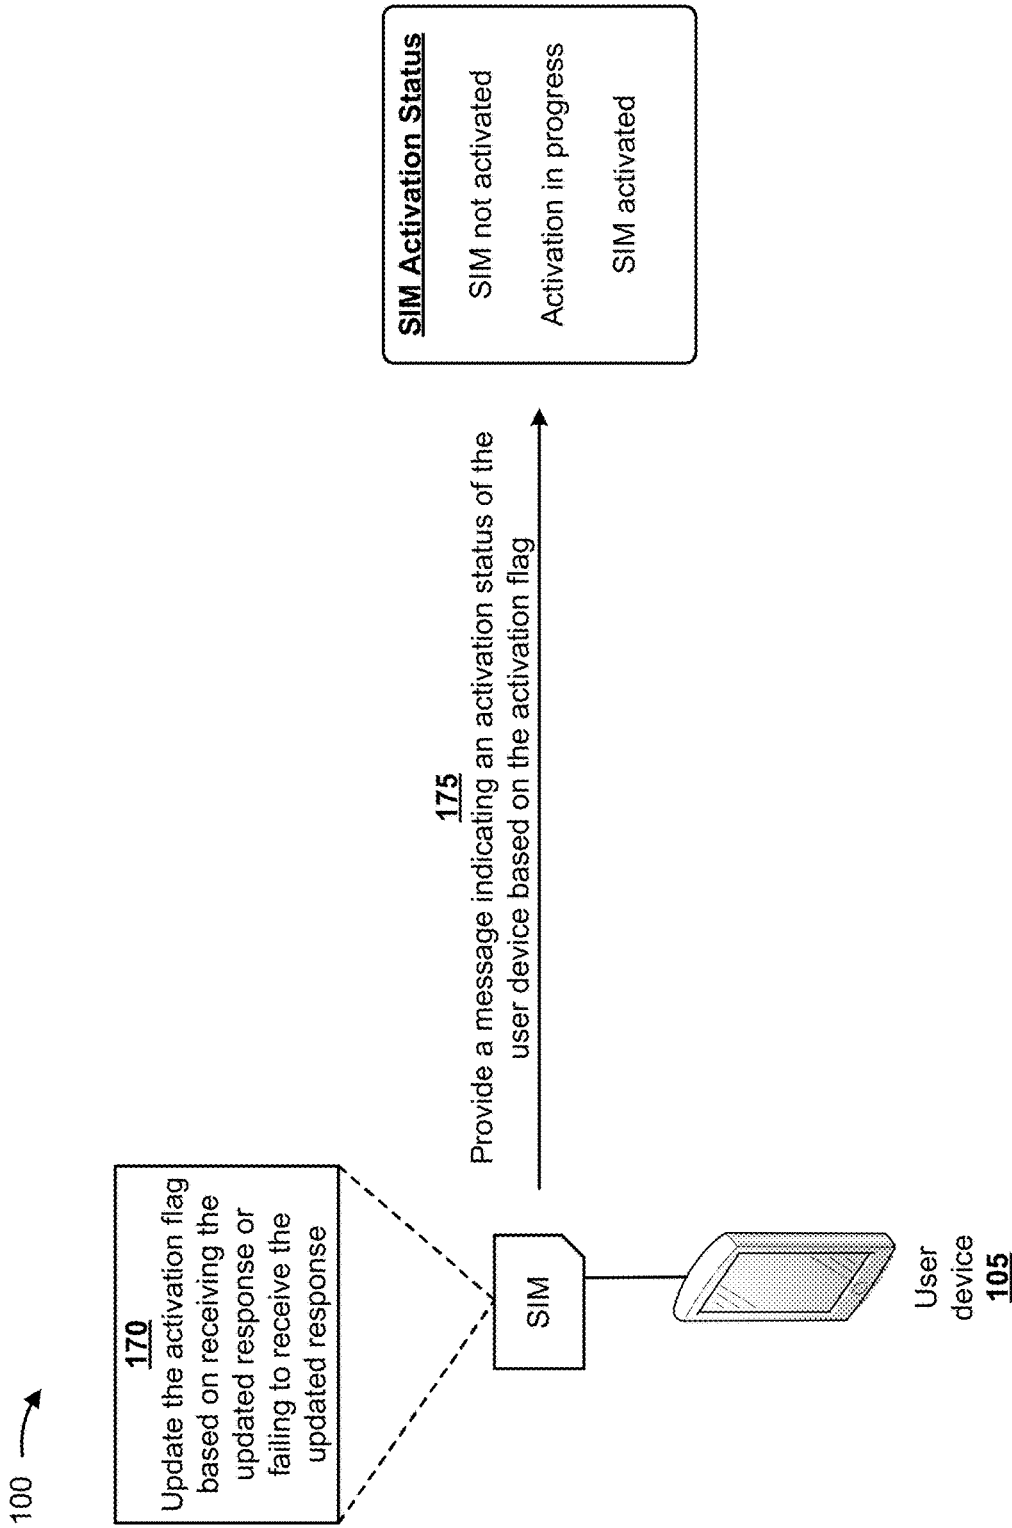 100
170
Update the activation flag
based on receiving the
updated response or
failing to receive the
updated response
SIM
User
device
105
175
Provide a message indicating an activation status of the
user device based on the activation flag
SIM Activation Status
SIM not activated
Activation in progress
SIM activated